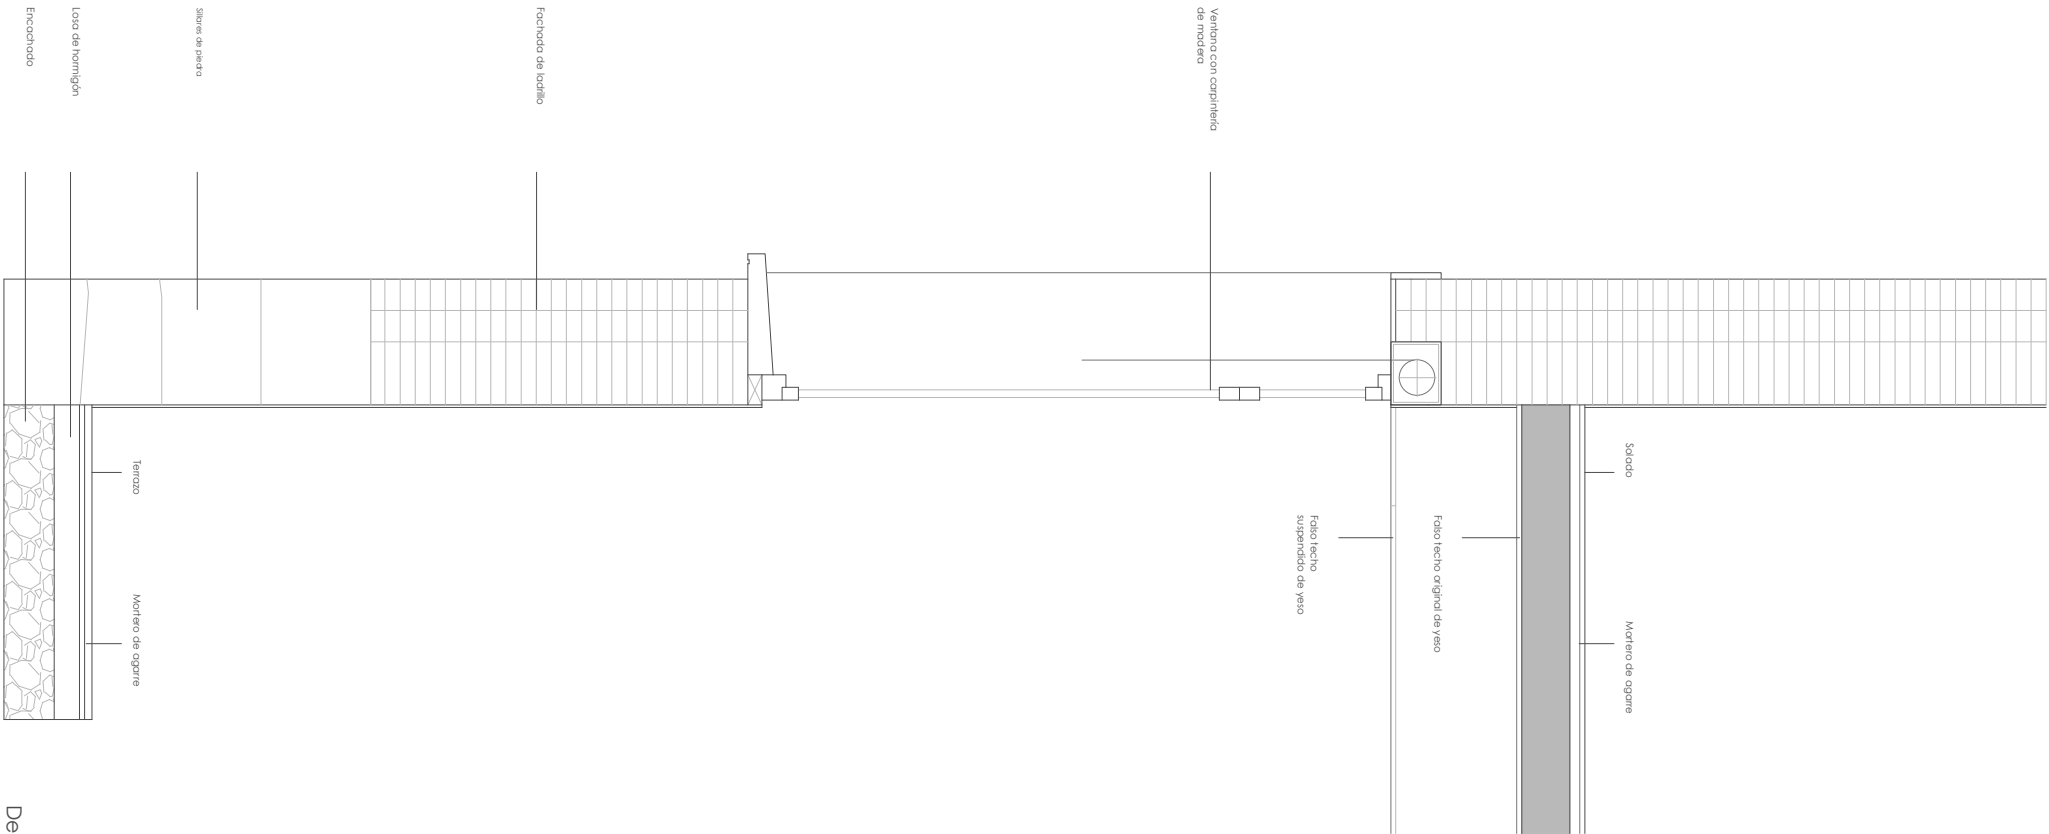 Ventana con carpintería
de madera
Fachada de ladrillo
Sillares de piedra
Losa de hormigón
Encachado
Solado
Mortero de agarre
Falso techo original de yeso
Falso techo
suspendido de yeso
Terrazo
Mortero de agarre
De